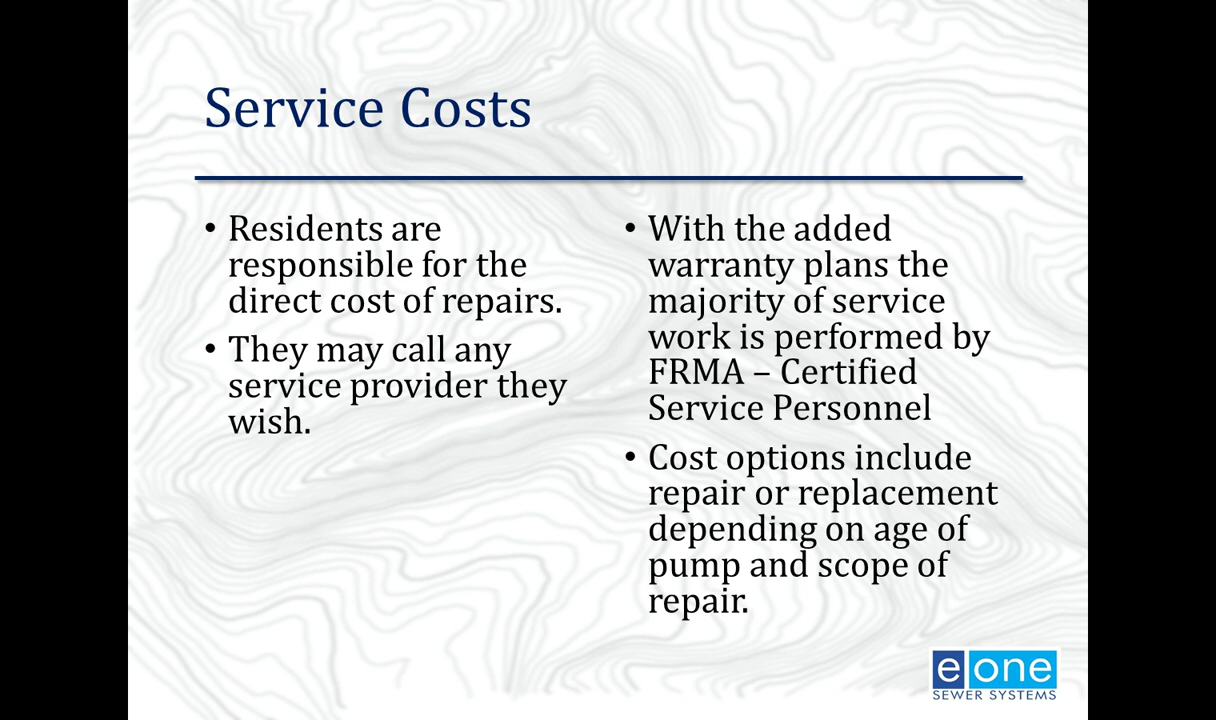 Service Costs
• Residents are
responsible for the
direct cost of repairs.
• They may call any
service provider they
wish.
• With the added
warranty plans the
majority of service
work is performed by
FRMA – Certified
Service Personnel
• Cost options include
repair or replacement
depending on age of
pump and scope of
repair.
e one
SEWER SYSTEMS